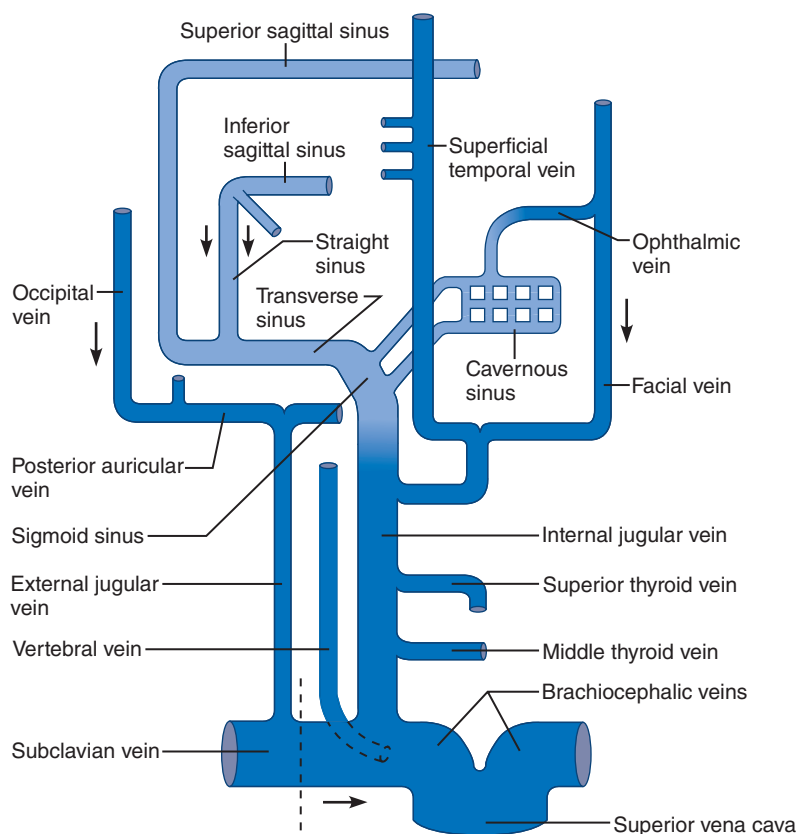 Superior sagittal sinus
Inferior
sagittal sinus
Superficial
temporal vein
Straight
sinus
Ophthalmic
vein
Occipital
vein
Transverse
sinus
Cavernous
sinus
Facial vein
Posterior auricular
vein
Sigmoid sinus
Internal jugular vein
External jugular
vein
Superior thyroid vein
Vertebral vein
Middle thyroid vein
Brachiocephalic veins
Subclavian vein
Superior vena cava